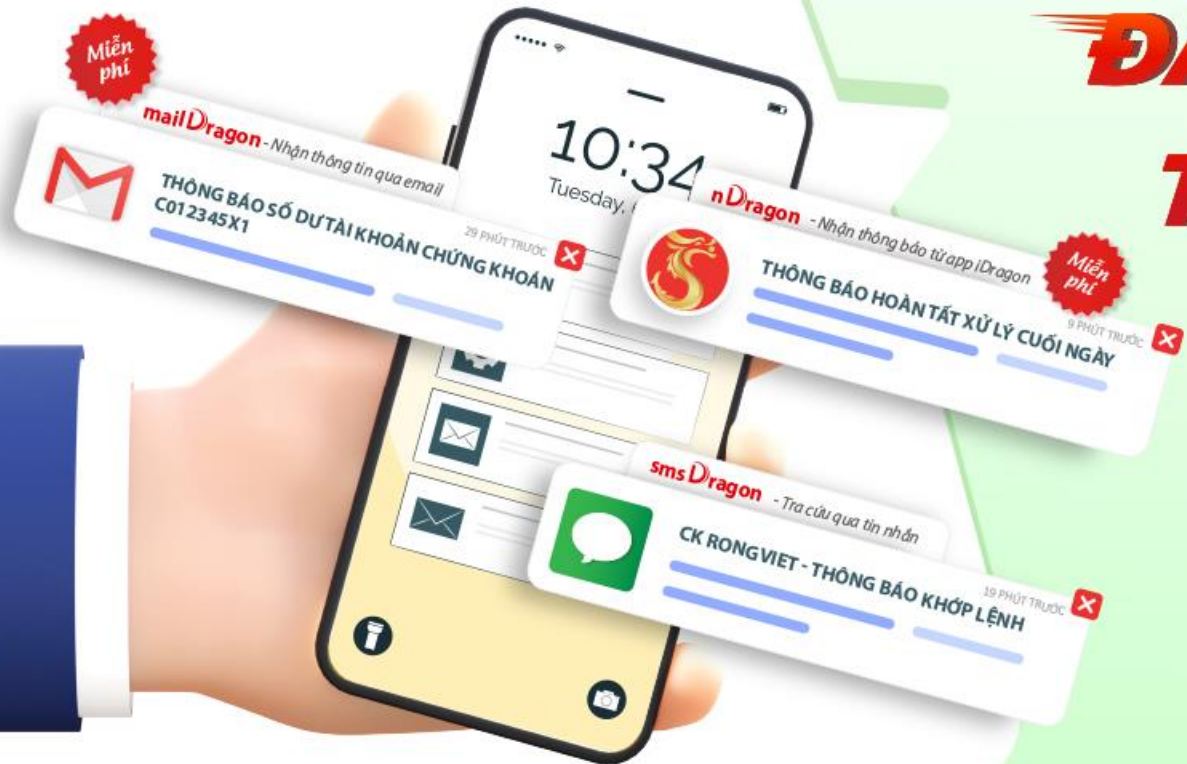 Miễn
phí
mailDragon - Nhận thông tin qua email
THÔNG BÁO SỐ DƯ TÀI KHOẢN CHỨNG KHOÁN
C012345X1
29 PHÚT TRƯỚC
10:34
Tuesday,
nDragon - Nhận thông báo từ app iDragon
Miễn
phí
THÔNG BÁO HOÀN TẤT XỬ LÝ CUỐI NGÀY
9 PHÚT TRƯỚC
smsDragon - Tra cứu qua tin nhắn
CK RONGVIET - THÔNG BÁO KHỚP LỆNH
19 PHÚT TRƯỚC